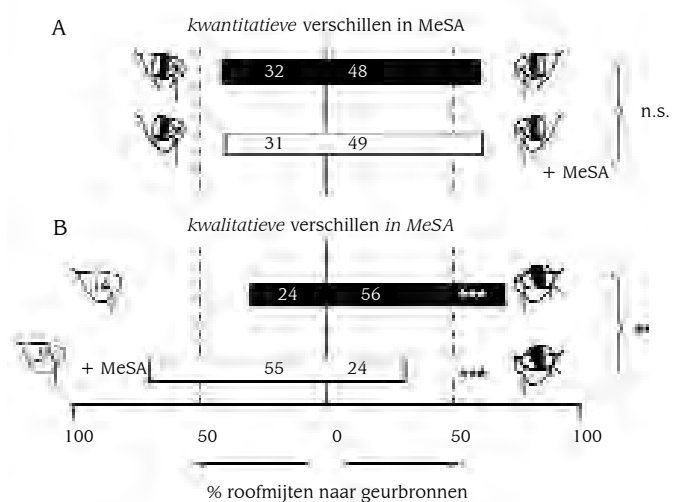 A
kwantitatieve verschillen in MeSA
32 48
n.s.
31 49
+ MeSA
B
kwalitatieve verschillen in MeSA
24 56 ***
**
+ MeSA 55 24 ***
100 50 0 50 100
% roofmijten naar geurbronnen